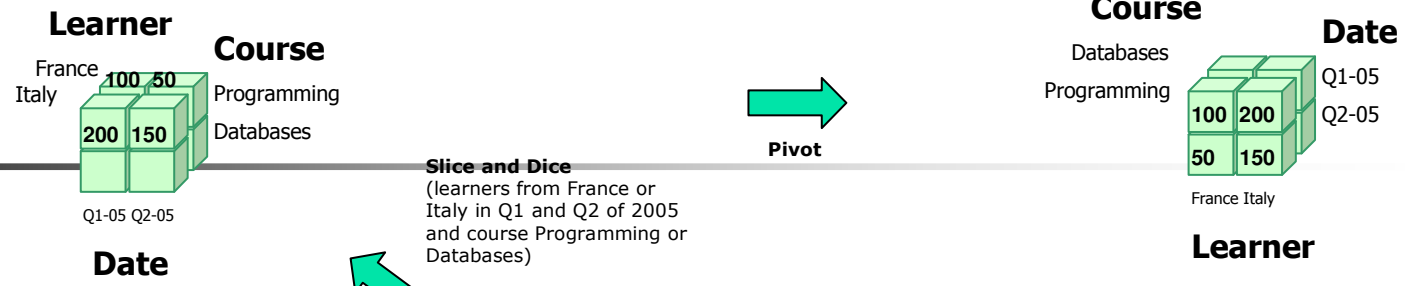 Learner
Course
France
Italy
100 50
Programming
200 150
Databases
Q1-05 Q2-05
Date
Slice and Dice
(learners from France or
Italy in Q1 and Q2 of 2005
and course Programming or
Databases)
Pivot
Course
Date
Databases
Q1-05
Programming
100 200
Q2-05
50 150
France Italy
Learner